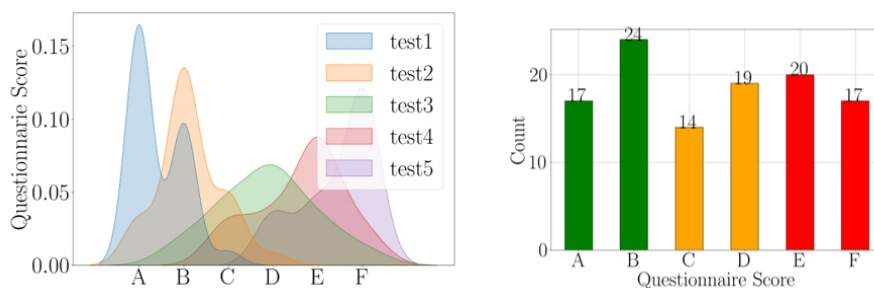 Questionnarie Score
0.15
0.10
0.05
0.00
A B C D E F
test1
test2
test3
test4
test5
Count
20
10
0
17
24
14
19
20
17
A B C D E F
Questionnaire Score